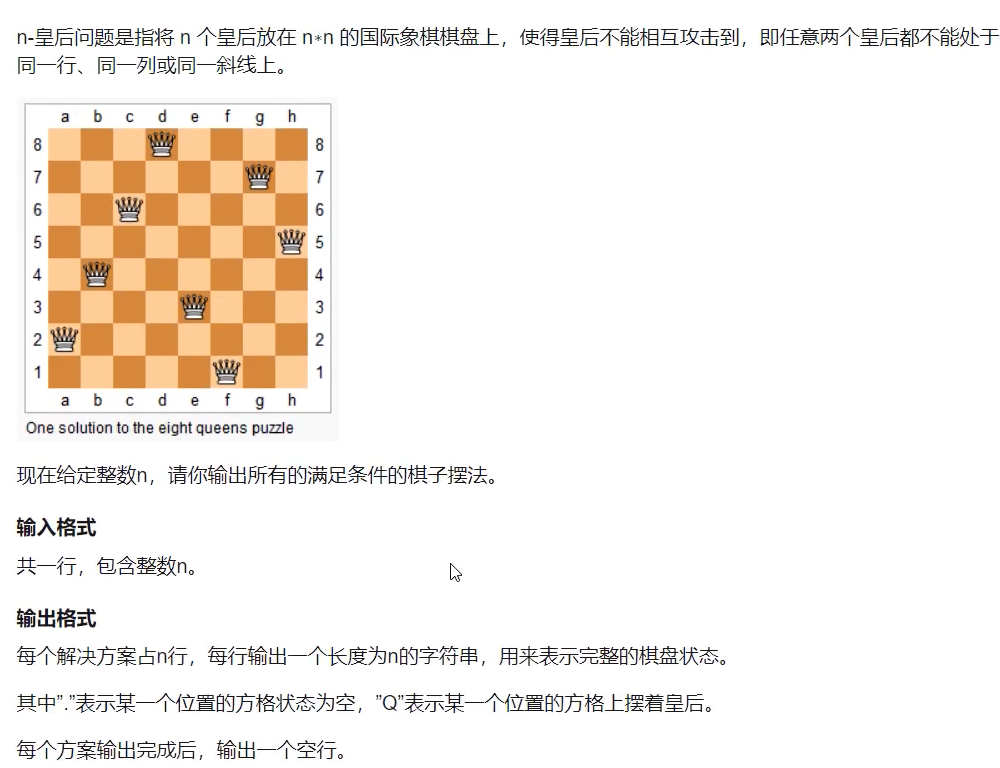 n-皇后问题是指将 n 个皇后放在 n*n 的国际象棋棋盘上，使得皇后不能相互攻击到，即任意两个皇后都不能处于
同一行、同一列或同一斜线上。
a b c d e f g h
8 8
7 7
6 6
5 5
4 4
3 3
2 2
1 1
a b c d e f g h
One solution to the eight queens puzzle
现在给定整数n，请你输出所有的满足条件的棋子摆法。
输入格式
共一行，包含整数n。
输出格式
每个解决方案占n行，每行输出一个长度为n的字符串，用来表示完整的棋盘状态。
其中”.”表示某一个位置的方格状态为空，”Q”表示某一个位置的方格上摆着皇后。
每个方案输出完成后，输出一个空行。